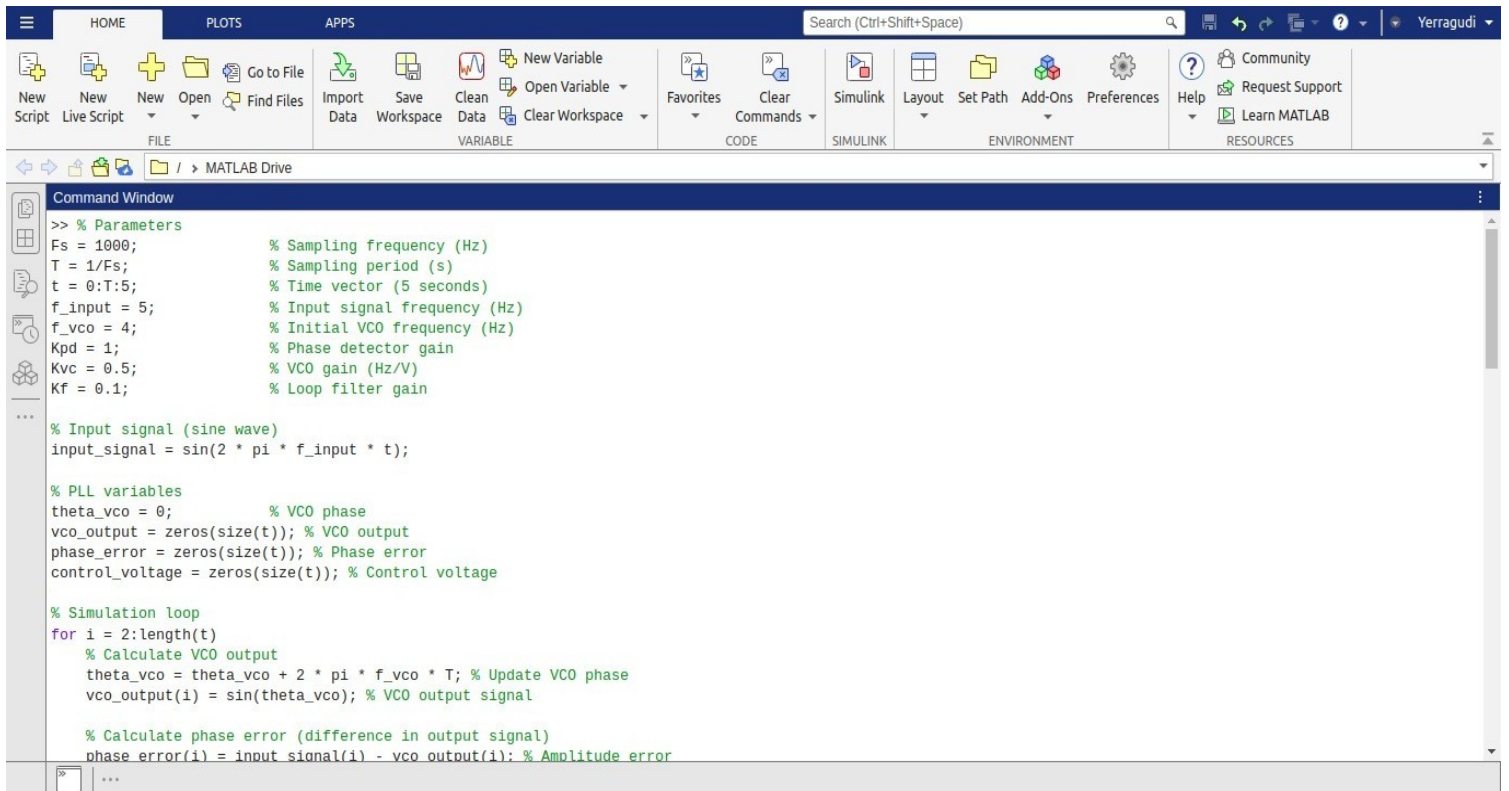 HOME PLOTS APPS Search (Ctrl+Shift+Space) Yerragudi
New Script
New Live Script
New
Open
Go to File
Find Files
Import Data
Save Workspace
Clean Data
New Variable
Open Variable
Clear Workspace
Favorites
Clear Commands
Simulink
Layout
Set Path
Add-Ons
Preferences
Help
Community
Request Support
Learn MATLAB
FILE VARIABLE CODE SIMULINK ENVIRONMENT RESOURCES
/ › MATLAB Drive
Command Window
>> % Parameters
Fs = 1000;               % Sampling frequency (Hz)
T = 1/Fs;                % Sampling period (s)
t = 0:T:5;               % Time vector (5 seconds)
f_input = 5;             % Input signal frequency (Hz)
f_vco = 4;               % Initial VCO frequency (Hz)
Kpd = 1;                 % Phase detector gain
Kvc = 0.5;               % VCO gain (Hz/V)
Kf = 0.1;                % Loop filter gain
% Input signal (sine wave)
input_signal = sin(2 * pi * f_input * t);
% PLL variables
theta_vco = 0;           % VCO phase
vco_output = zeros(size(t)); % VCO output
phase_error = zeros(size(t)); % Phase error
control_voltage = zeros(size(t)); % Control voltage
% Simulation loop
for i = 2:length(t)
    % Calculate VCO output
    theta_vco = theta_vco + 2 * pi * f_vco * T; % Update VCO phase
    vco_output(i) = sin(theta_vco); % VCO output signal
    % Calculate phase error (difference in output signal)
    phase_error(i) = input_signal(i) - vco_output(i); % Amplitude error